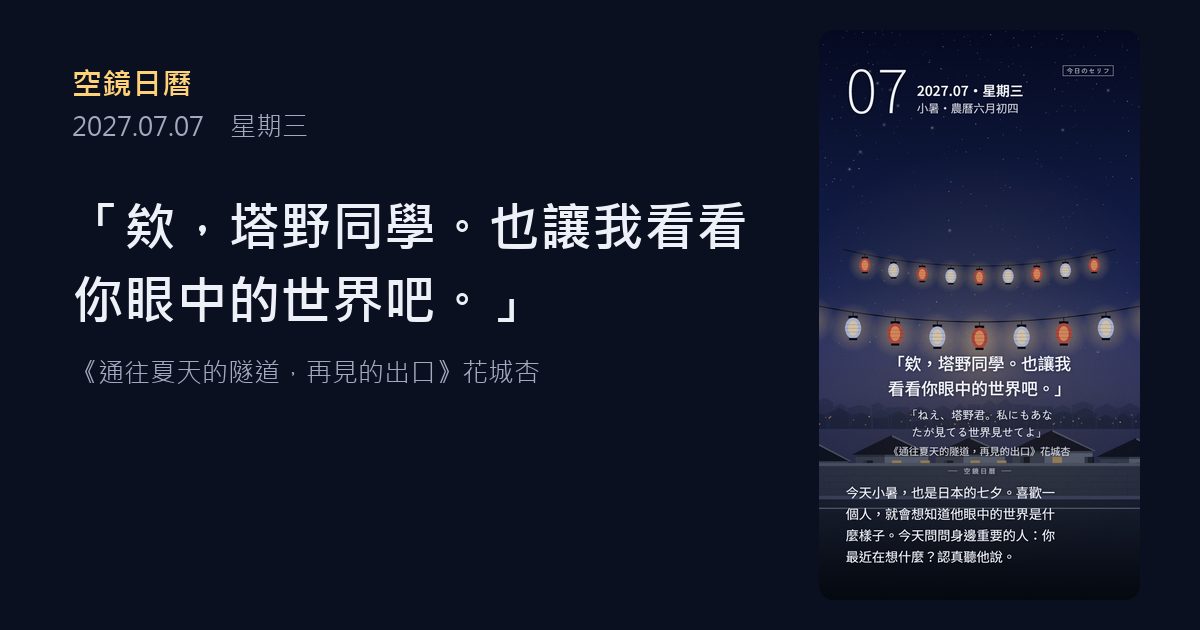 空鏡日曆
2027.07.07 星期三
「欸，塔野同學。也讓我看看
你眼中的世界吧。」
《通往夏天的隧道，再見的出口》花城杏
07
2027.07・星期三
小暑・農曆六月初四
今日のセリフ
「欸，塔野同學。也讓我
看看你眼中的世界吧。」
「ねえ、塔野君。私にもあな
たが見てる世界見せてよ」
《通往夏天的隧道，再見的出口》花城杏
— 空鏡日曆 —
今天小暑，也是日本的七夕。喜歡一
個人，就會想知道他眼中的世界是什
麼樣子。今天問問身邊重要的人：你
最近在想什麼？認真聽他說。